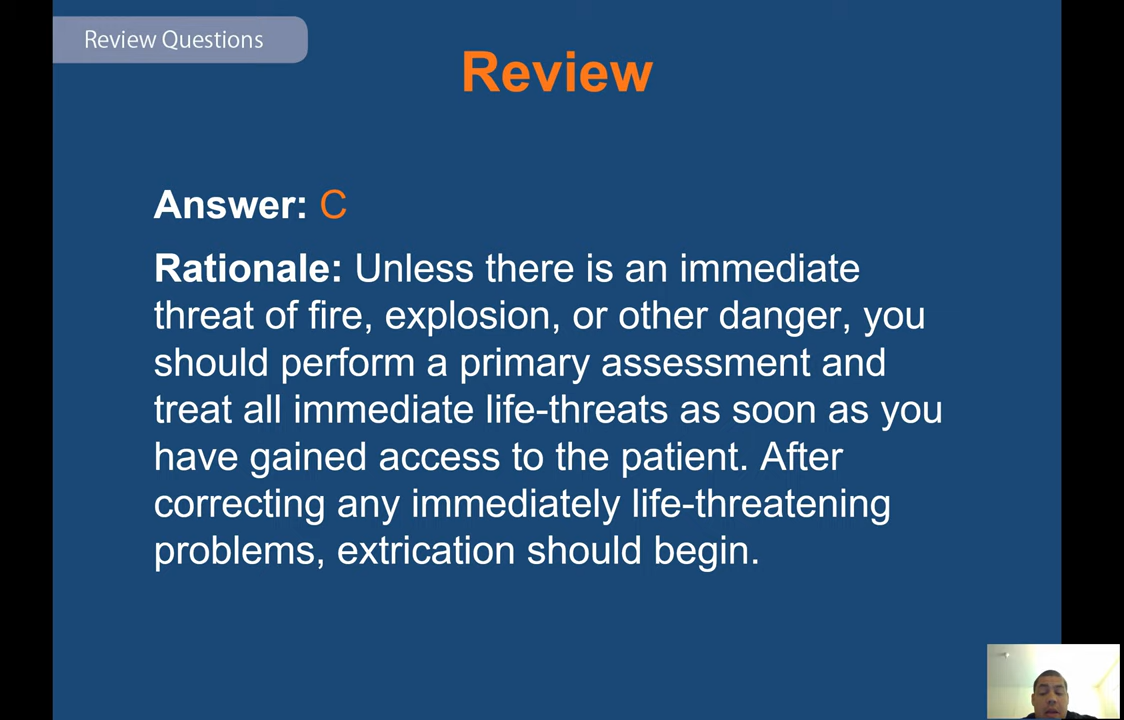 Review Questions
Review
Answer: C
Rationale: Unless there is an immediate
threat of fire, explosion, or other danger, you
should perform a primary assessment and
treat all immediate life-threats as soon as you
have gained access to the patient. After
correcting any immediately life-threatening
problems, extrication should begin.